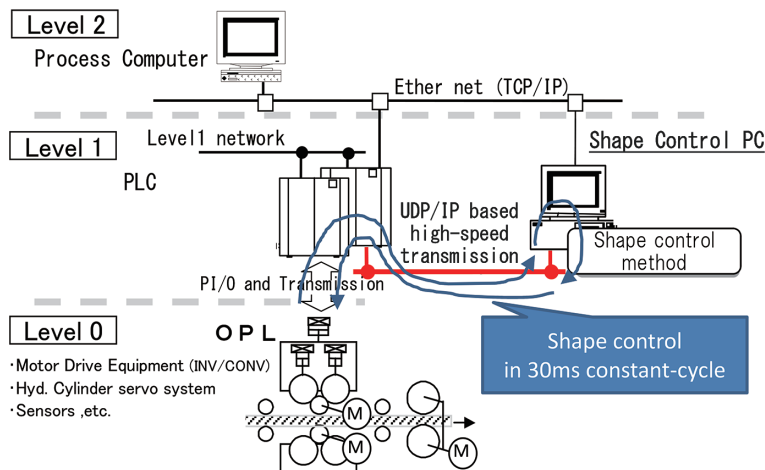 Level 2
Process Computer
Ether net (TCP/IP)
Level 1
Level1 network
Shape Control PC
PLC
UDP/IP based
high-speed
transmission
Shape control
method
PI/O and Transmission
Level 0
OPL
・Motor Drive Equipment (INV/CONV)
・Hyd. Cylinder servo system
・Sensors ,etc.
Shape control
in 30ms constant-cycle
M
M
M